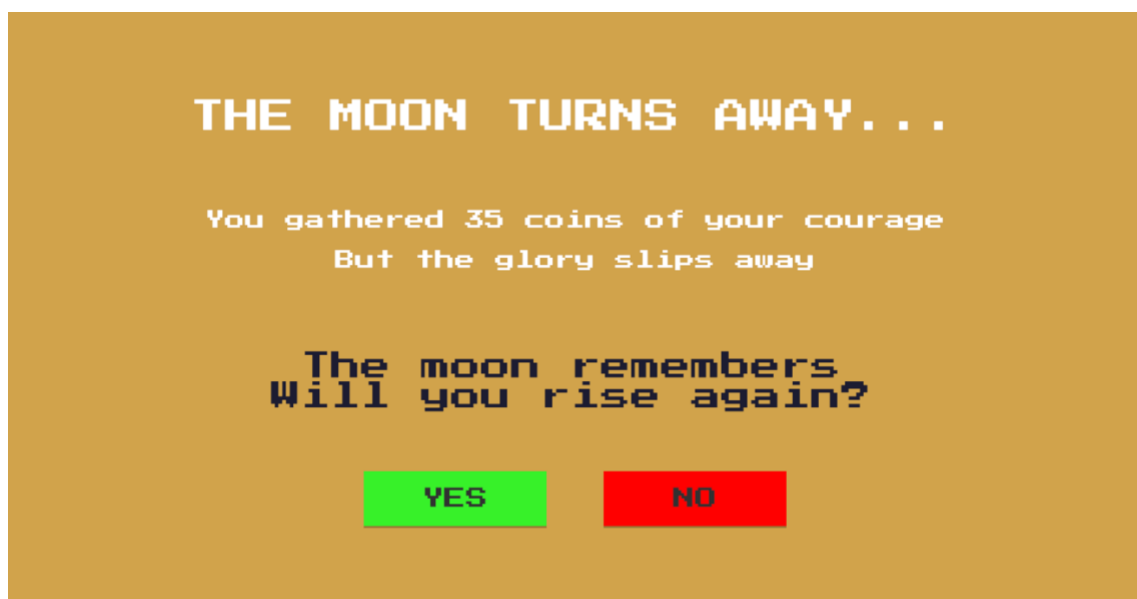 THE MOON TURNS AWAY...
You gathered 35 coins of your courage
But the glory slips away
The moon remembers
Will you rise again?
YES NO